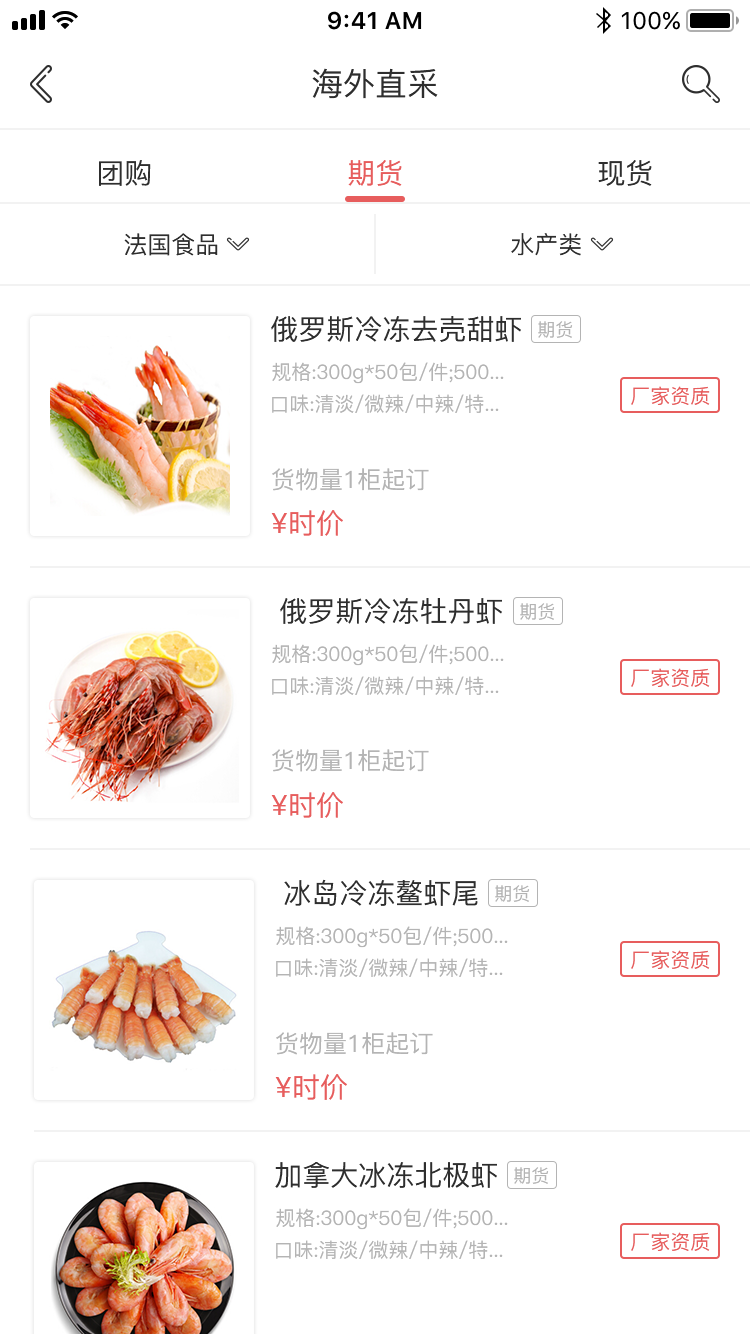 9:41 AM 100%
海外直采
团购 期货 现货
法国食品 水产类
俄罗斯冷冻去壳甜虾 期货
规格:300g*50包/件;500...
口味:清淡/微辣/中辣/特...
厂家资质
货物量1柜起订
¥时价
俄罗斯冷冻牡丹虾 期货
规格:300g*50包/件;500...
口味:清淡/微辣/中辣/特...
厂家资质
货物量1柜起订
¥时价
冰岛冷冻鳌虾尾 期货
规格:300g*50包/件;500...
口味:清淡/微辣/中辣/特...
厂家资质
货物量1柜起订
¥时价
加拿大冰冻北极虾 期货
规格:300g*50包/件;500...
口味:清淡/微辣/中辣/特...
厂家资质